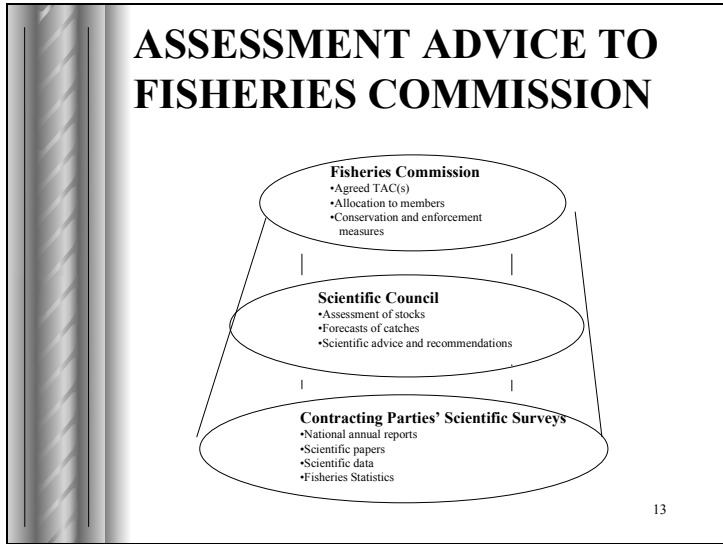 ASSESSMENT ADVICE TO
FISHERIES COMMISSION
Fisheries Commission
•Agreed TAC(s)
•Allocation to members
•Conservation and enforcement
measures
Scientific Council
•Assessment of stocks
•Forecasts of catches
•Scientific advice and recommendations
Contracting Parties’ Scientific Surveys
•National annual reports
•Scientific papers
•Scientific data
•Fisheries Statistics
13